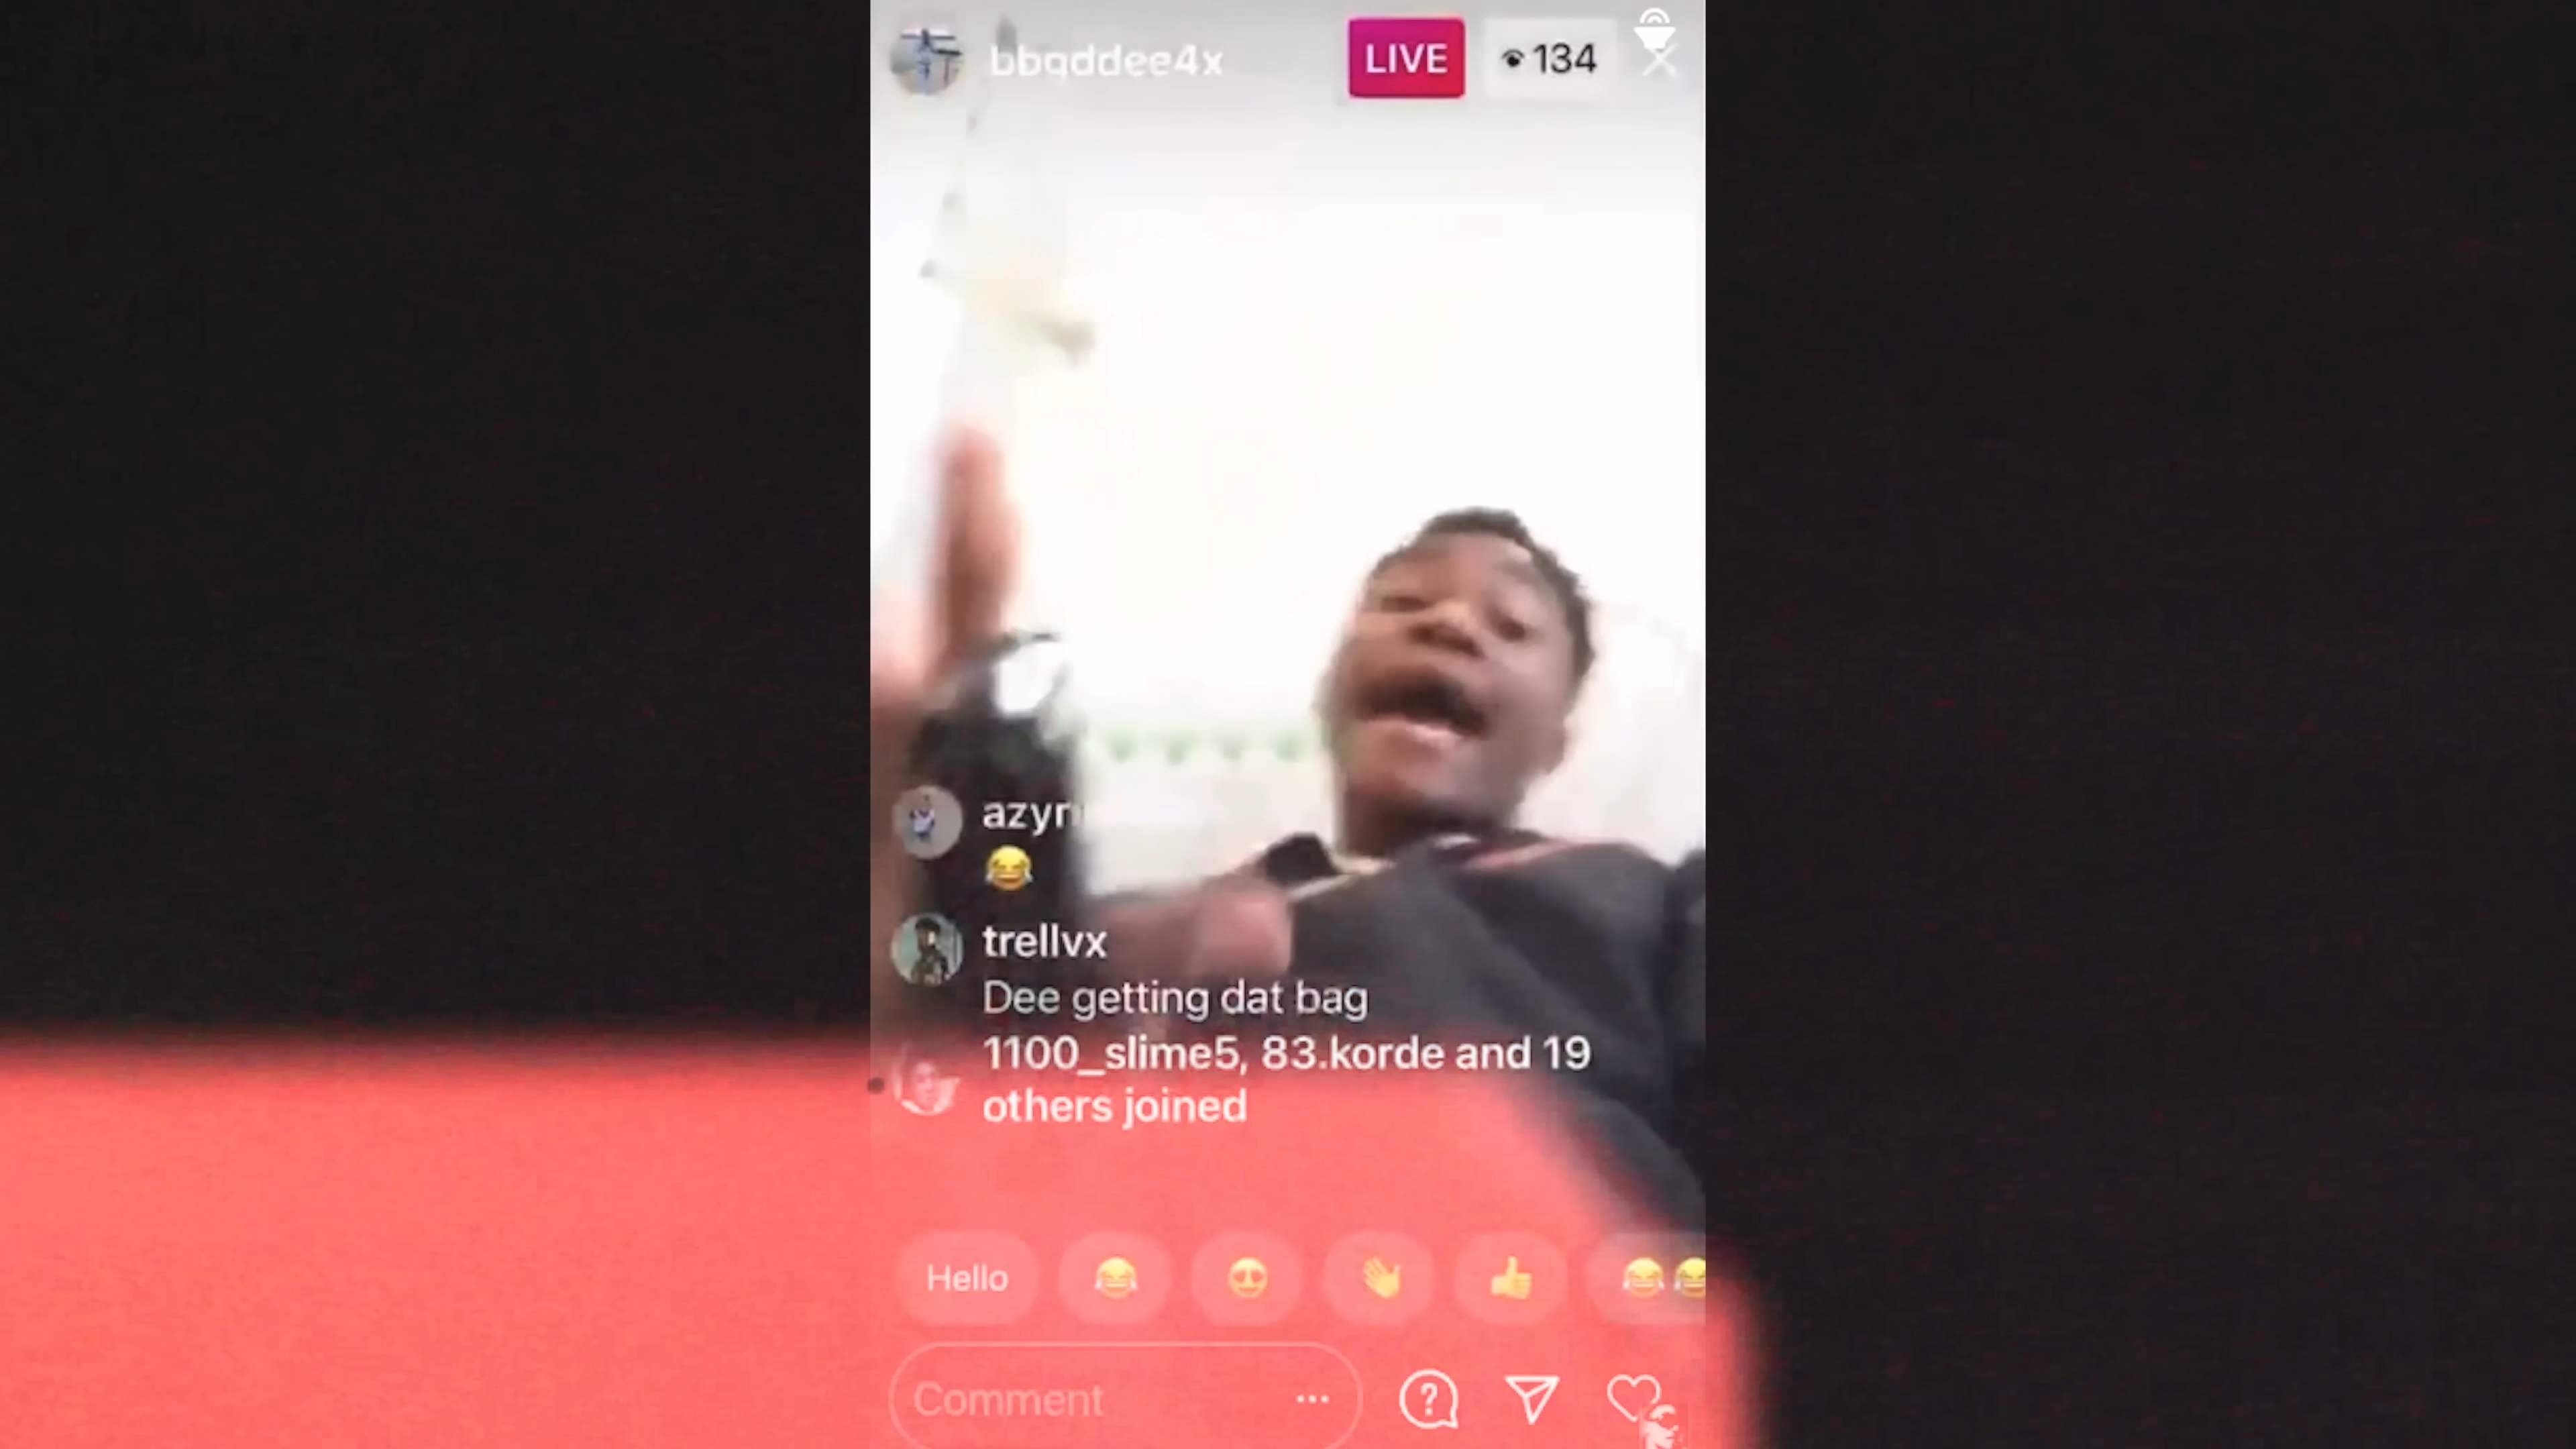 bbgddee4x
LIVE
134
😂
trellvx
Dee getting dat bag
1100_slime5, 83.korde and 19
others joined
Hello 😂 😍 👋 👍 😂😂
Comment